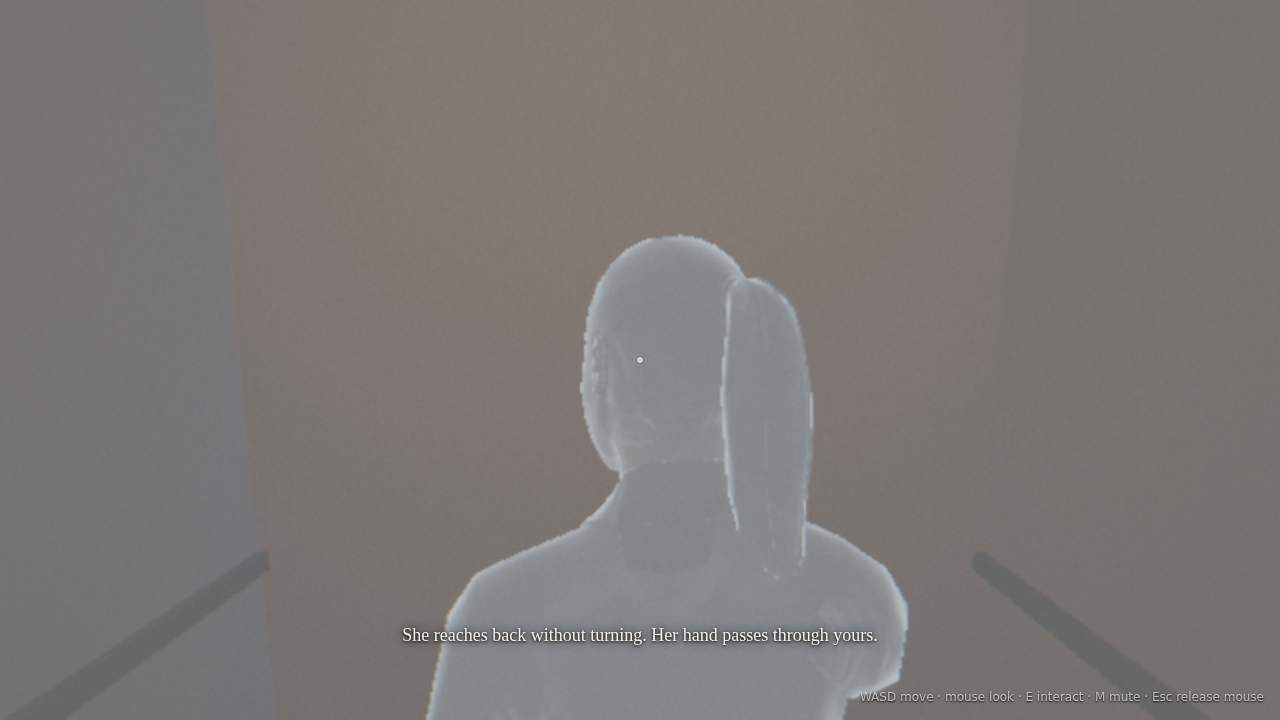 She reaches back without turning. Her hand passes through yours.
WASD move · mouse look · E interact · M mute · Esc release mouse